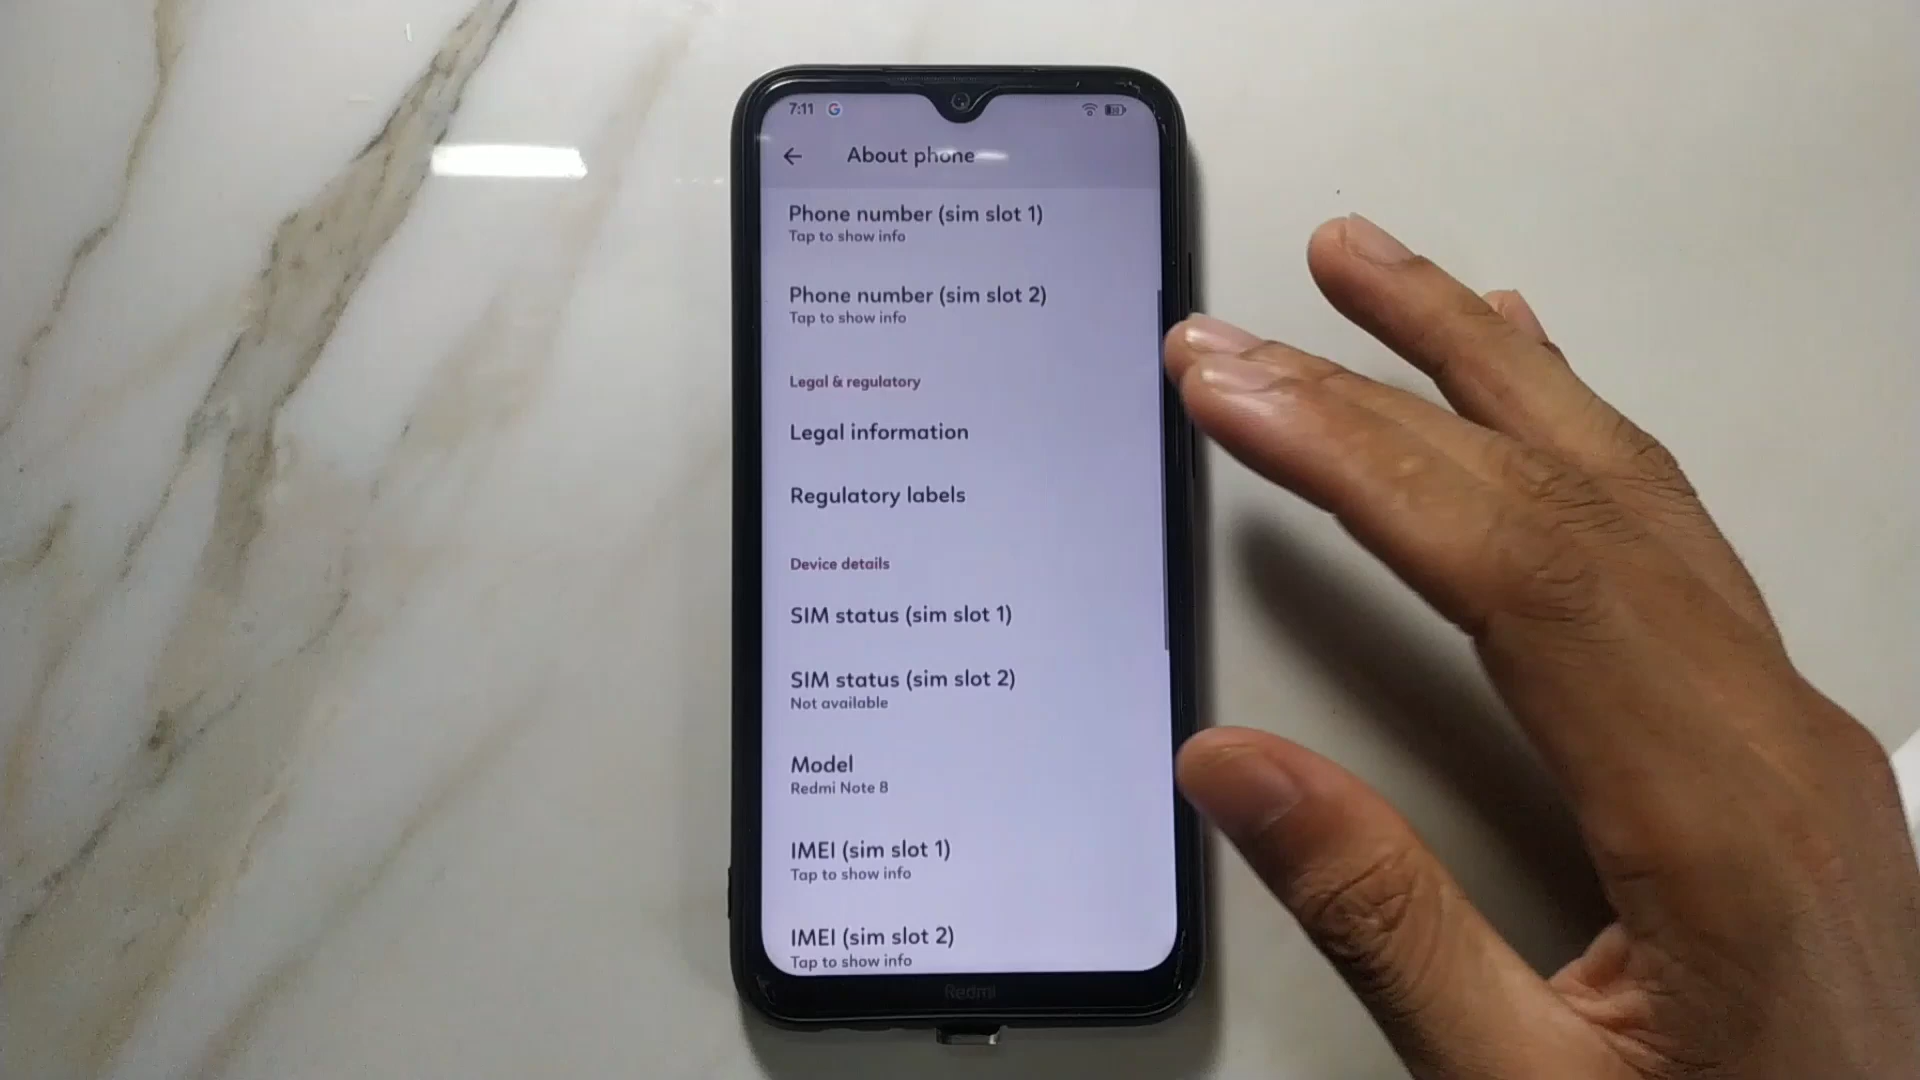 7:11
About phone
Phone number (sim slot 1)
Tap to show info
Phone number (sim slot 2)
Tap to show info
Legal & regulatory
Legal information
Regulatory labels
Device details
SIM status (sim slot 1)
SIM status (sim slot 2)
Not available
Model
Redmi Note 8
IMEI (sim slot 1)
Tap to show info
IMEI (sim slot 2)
Tap to show info
Redmi